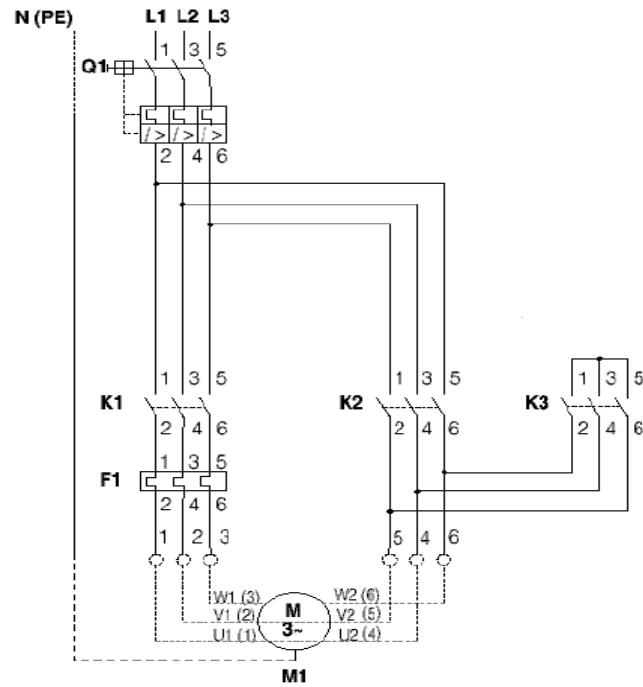 N (PE) L1 L2 L3
1 3 5
Q1
I> I> I>
2 4 6
1 3 5 1 3 5 1 3 5
K1 K2 K3
2 4 6 2 4 6 2 4 6
1 3 5
F1
2 4 6
1 2 3 5 4 6
W1 (3) W2 (6)
M
V1 (2) V2 (5)
3~
U1 (1) U2 (4)
M1